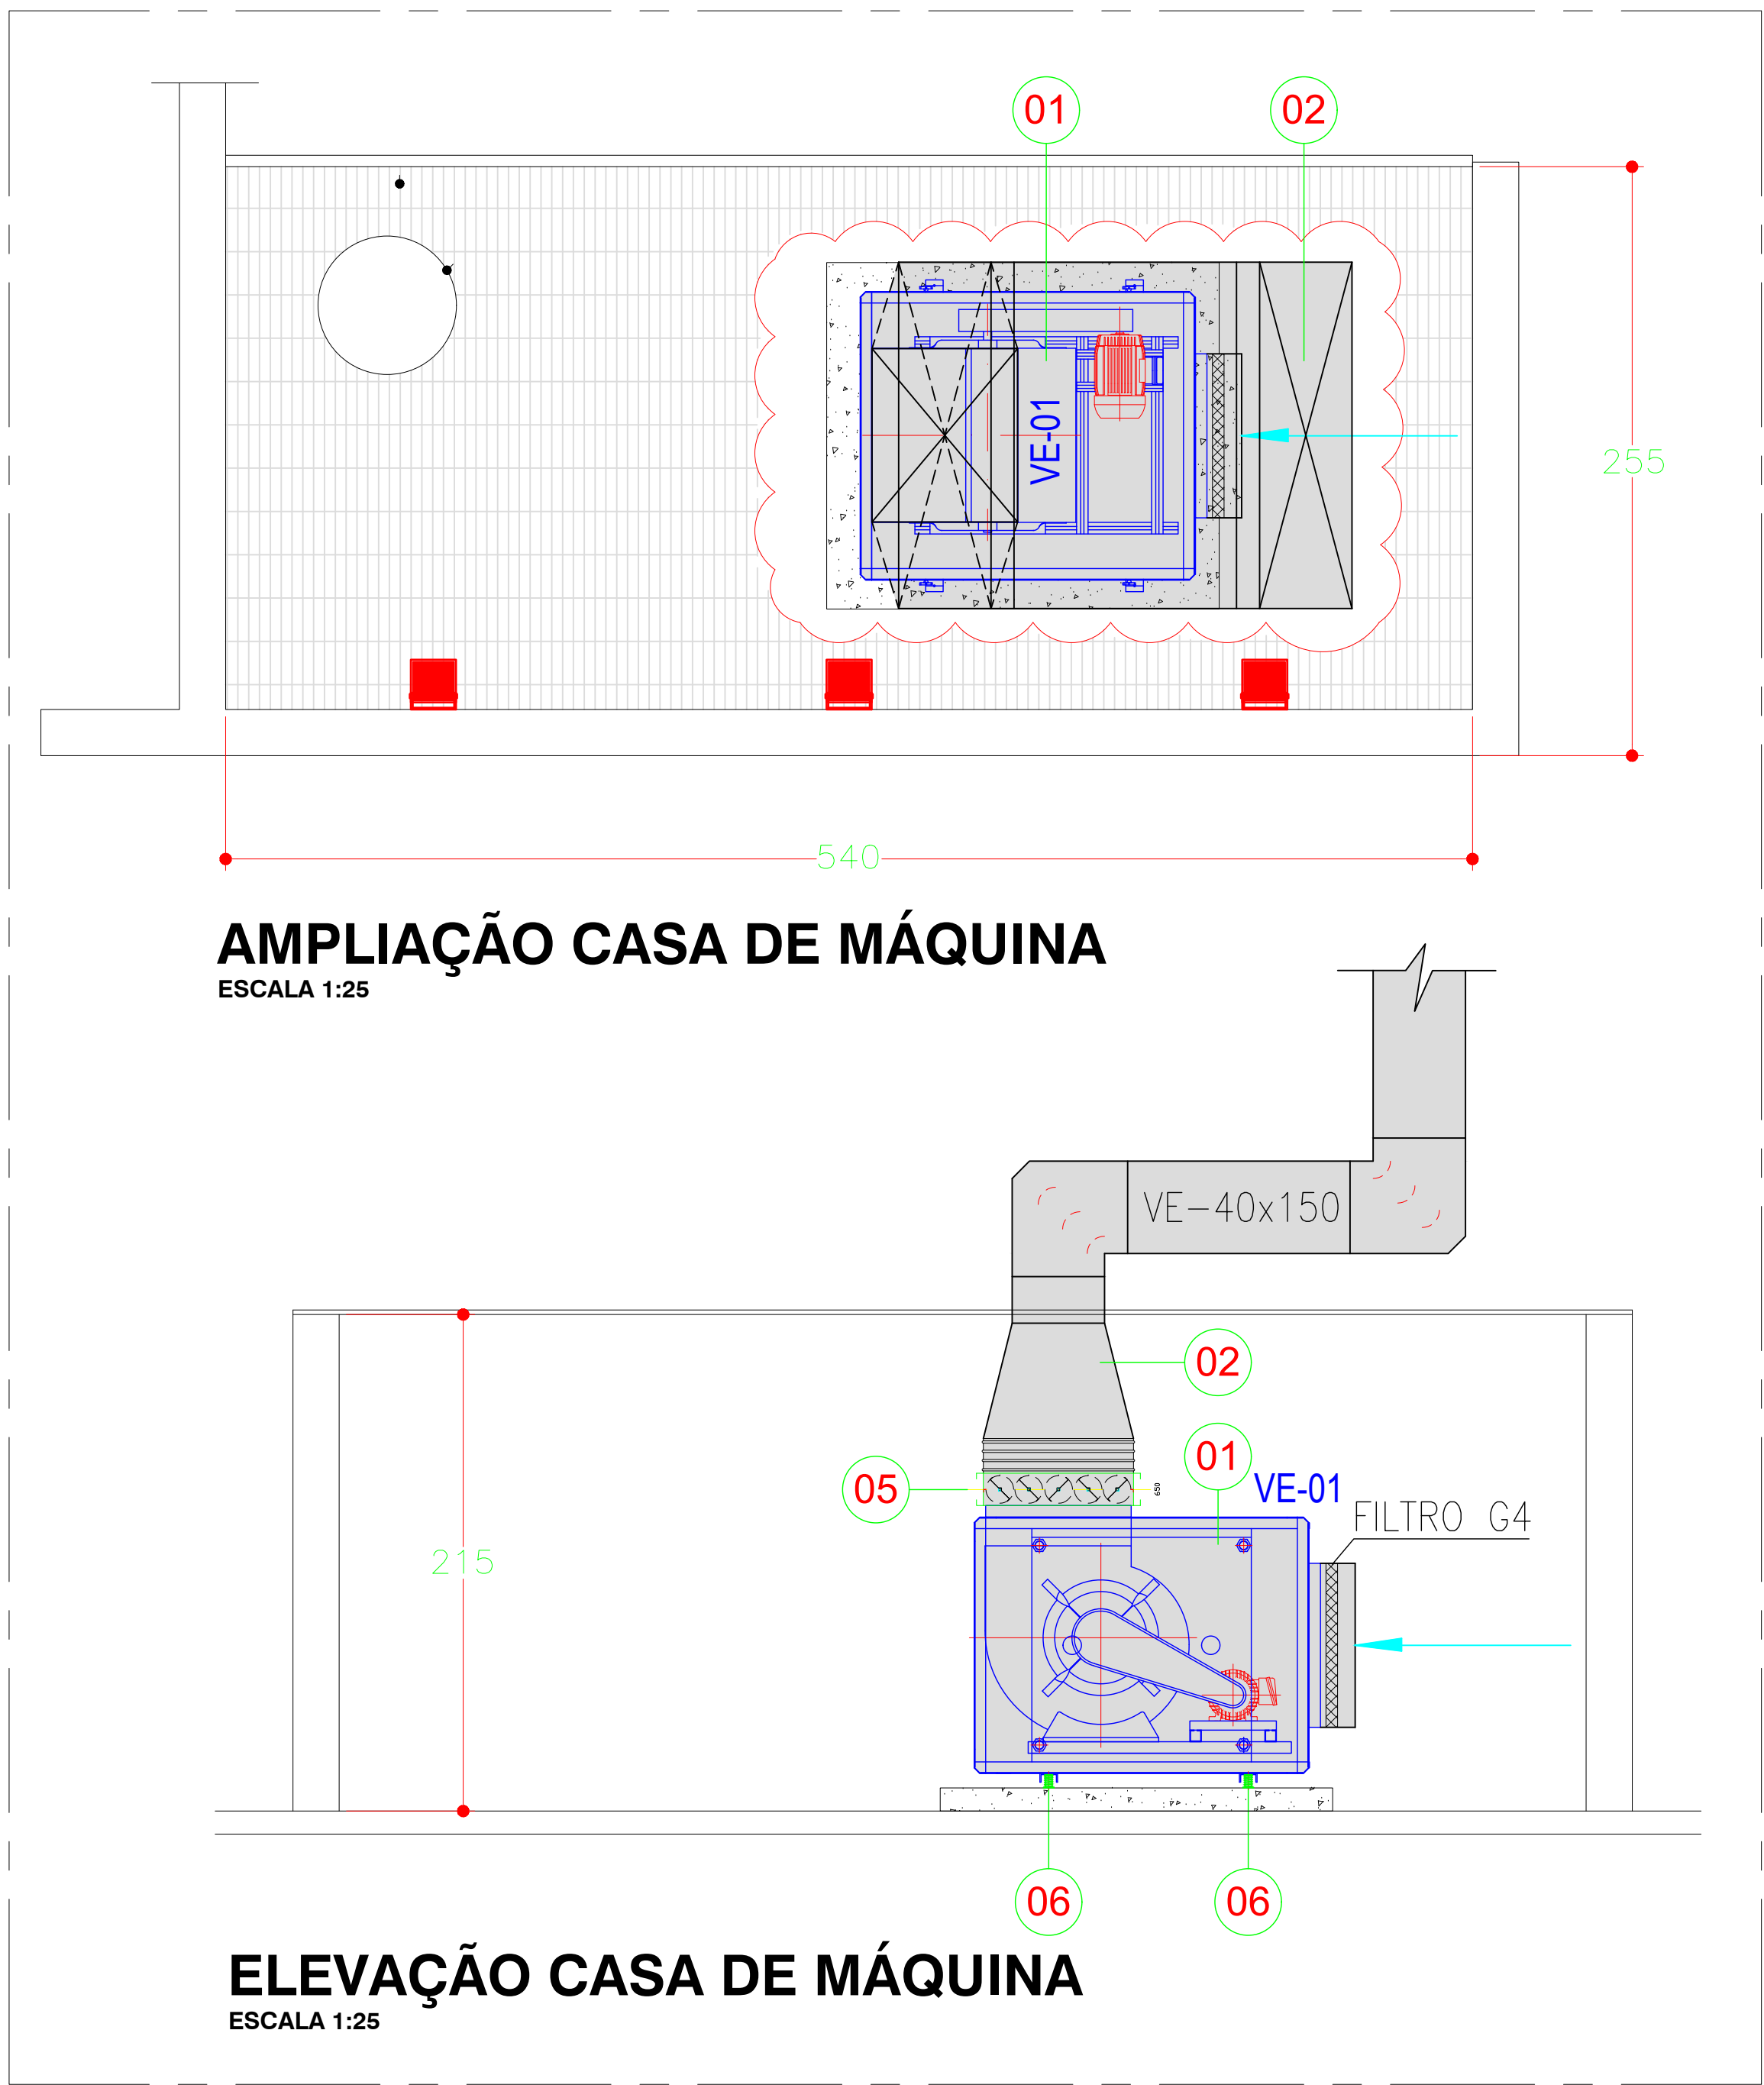 01
02
VE-01
255
540
AMPLIAÇÃO CASA DE MÁQUINA
ESCALA 1:25
VE-40x150
02
01
05
VE-01
650
FILTRO G4
215
06
06
ELEVAÇÃO CASA DE MÁQUINA
ESCALA 1:25